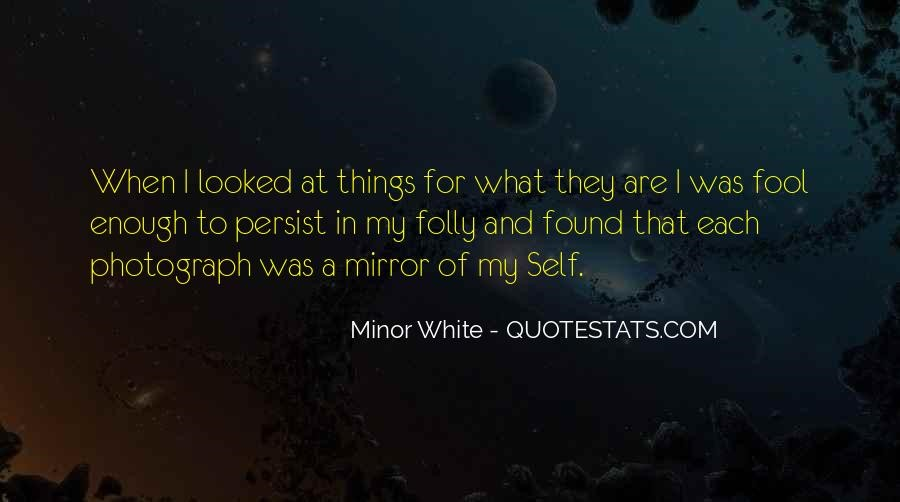 When I looked at things for what they are I was fool
enough to persist in my folly and found that each
photograph was a mirror of my Self.
Minor White - QUOTESTATS.COM